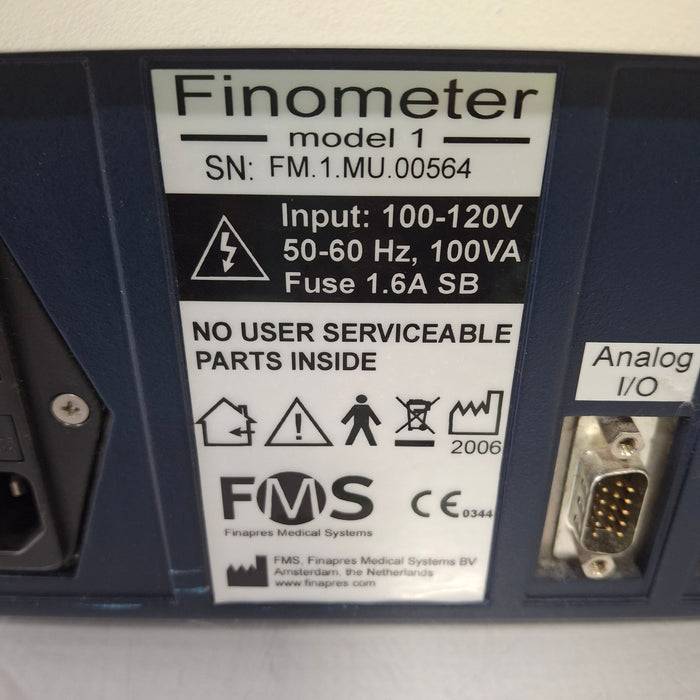 Finometer
model 1
SN: FM.1.MU.00564
Input: 100-120V
50-60 Hz, 100VA
Fuse 1.6A SB
NO USER SERVICEABLE
PARTS INSIDE
2006
FMS
Finapres Medical Systems
CE 0344
FMS, Finapres Medical Systems BV
Amsterdam, the Netherlands
www.finapres.com
Analog
I/O